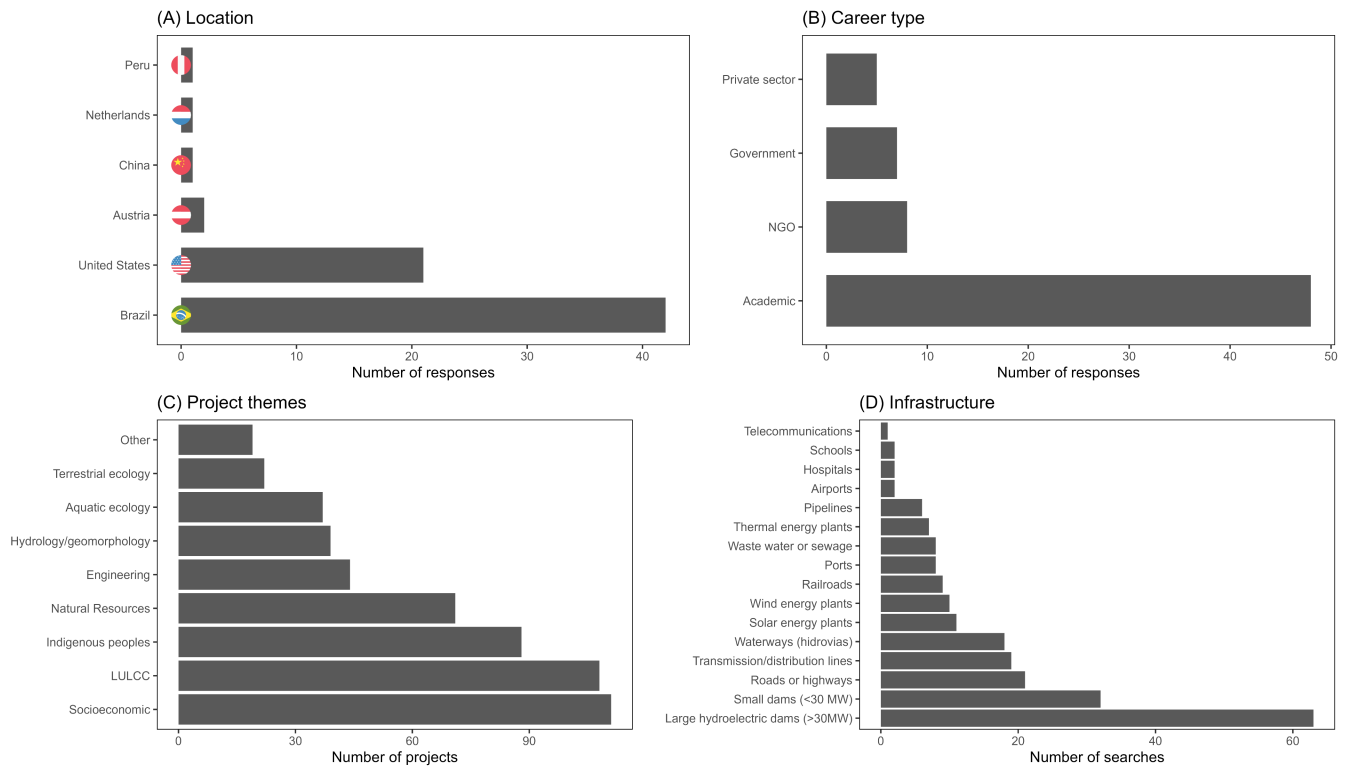 (A) Location
Peru
Netherlands
China
Austria
United States
Brazil
0 10 20 30 40
Number of responses
(B) Career type
Private sector
Government
NGO
Academic
0 10 20 30 40 50
Number of responses
(C) Project themes
Other
Terrestrial ecology
Aquatic ecology
Hydrology/geomorphology
Engineering
Natural Resources
Indigenous peoples
LULCC
Socioeconomic
0 30 60 90
Number of projects
(D) Infrastructure
Telecommunications
Schools
Hospitals
Airports
Pipelines
Thermal energy plants
Waste water or sewage
Ports
Railroads
Wind energy plants
Solar energy plants
Waterways (hidrovias)
Transmission/distribution lines
Roads or highways
Small dams (<30 MW)
Large hydroelectric dams (>30MW)
0 20 40 60
Number of searches